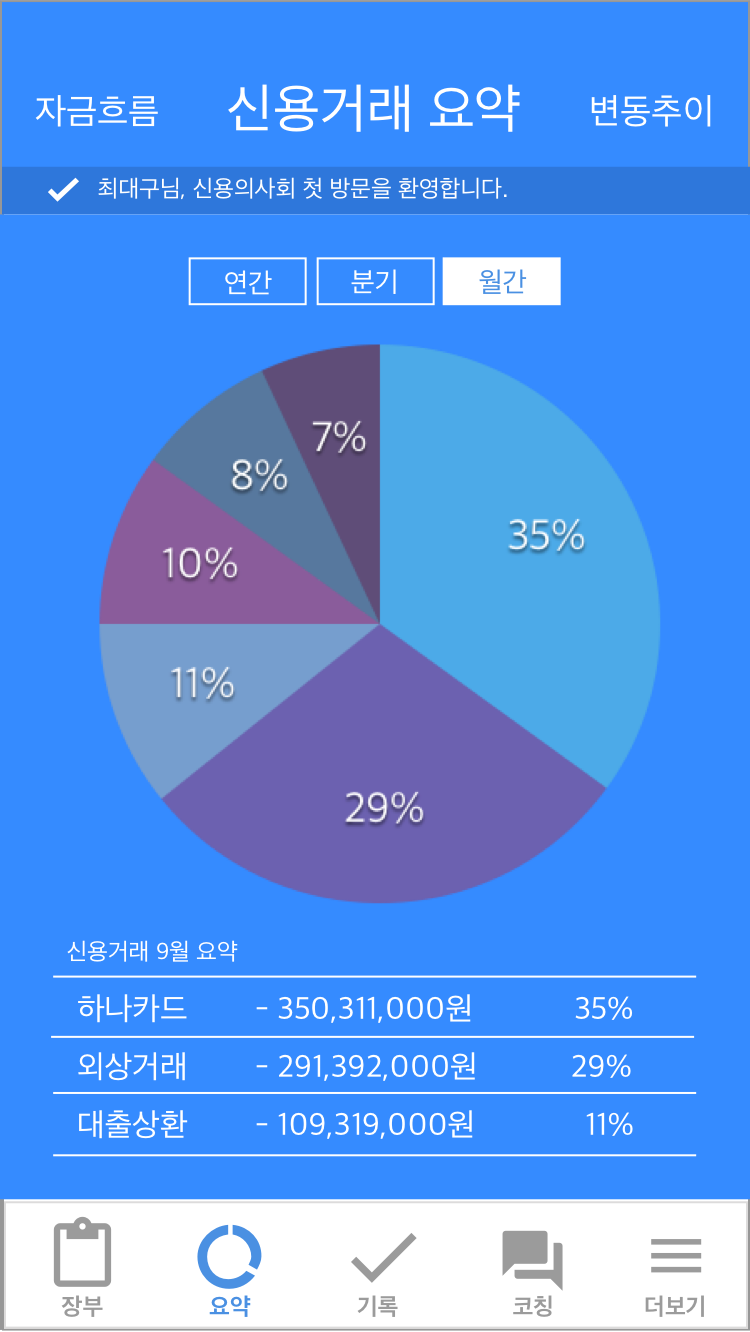 자금흐름 신용거래 요약 변동추이
최대구님, 신용의사회 첫 방문을 환영합니다.
연간 분기 월간
7%
8%
35%
10%
11%
29%
신용거래 9월 요약
하나카드 - 350,311,000원 35%
외상거래 - 291,392,000원 29%
대출상환 - 109,319,000원 11%
장부 요약 기록 코칭 더보기